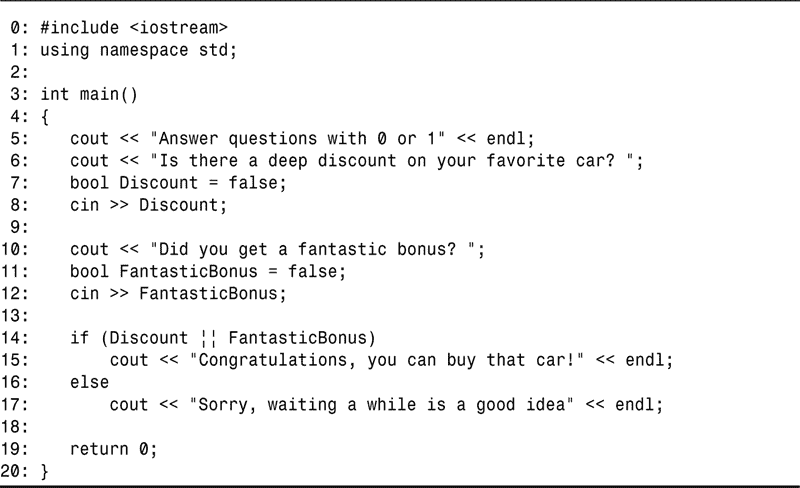 0: #include <iostream>
1: using namespace std;
2:
3: int main()
4: {
5:    cout << "Answer questions with 0 or 1" << endl;
6:    cout << "Is there a deep discount on your favorite car? ";
7:    bool Discount = false;
8:    cin >> Discount;
9:
10:    cout << "Did you get a fantastic bonus? ";
11:    bool FantasticBonus = false;
12:    cin >> FantasticBonus;
13:
14:    if (Discount ¦¦ FantasticBonus)
15:        cout << "Congratulations, you can buy that car!" << endl;
16:    else
17:        cout << "Sorry, waiting a while is a good idea" << endl;
18:
19:    return 0;
20: }